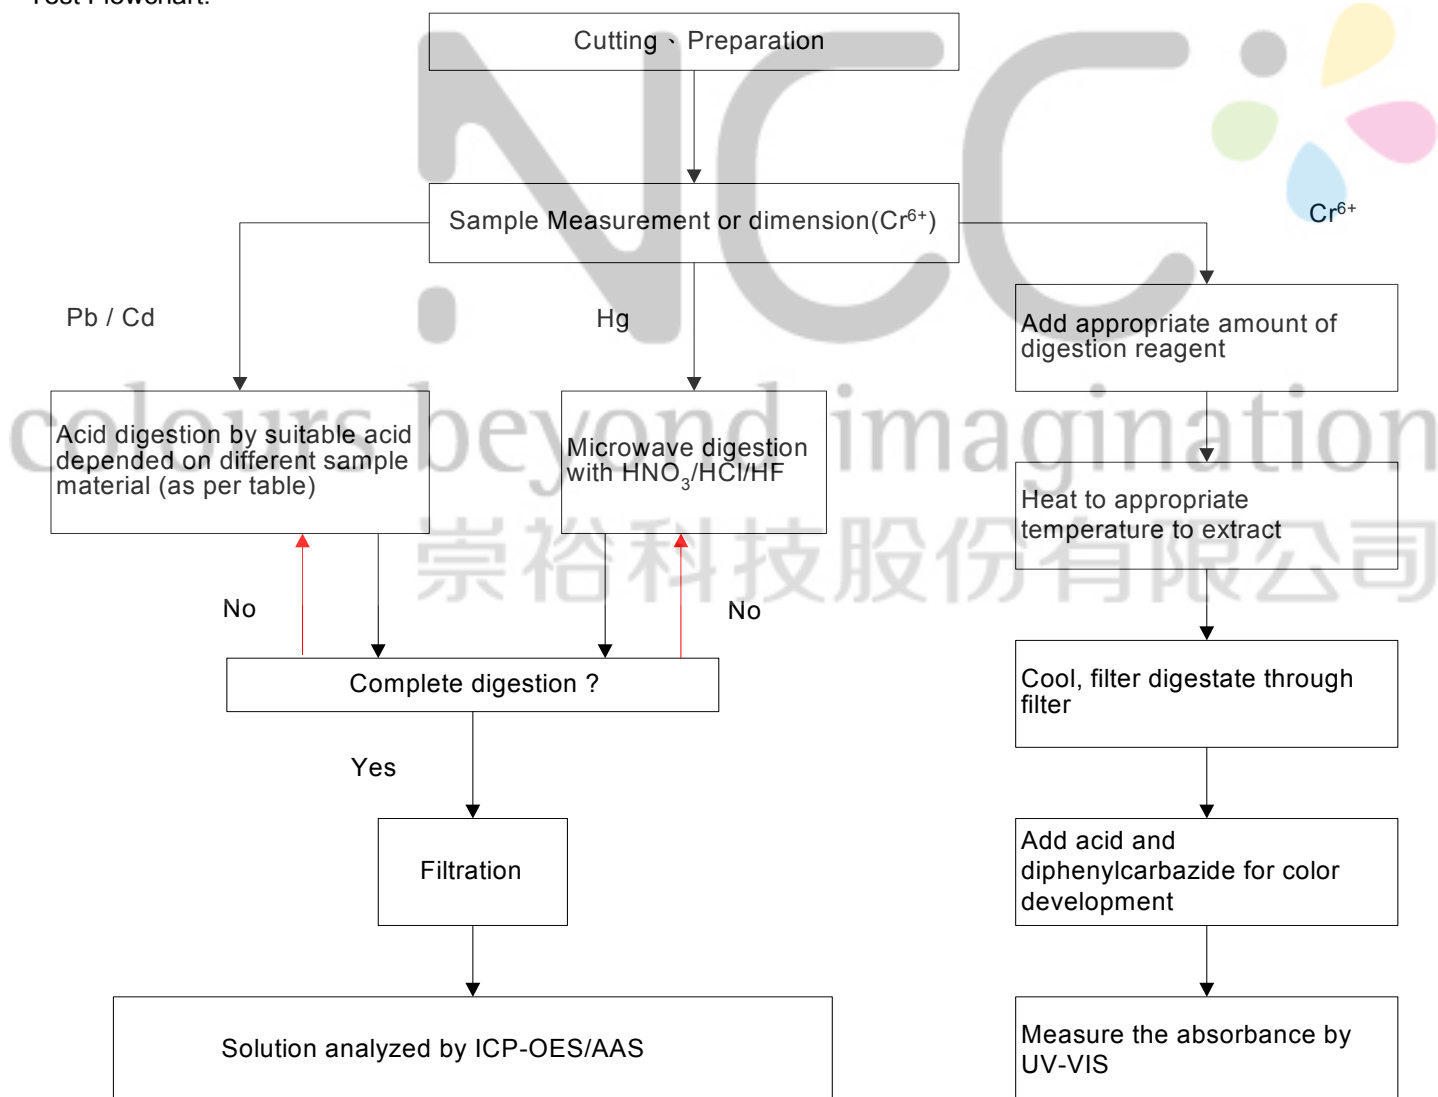 Test Flowchart:
Cutting、Preparation
Sample Measurement or dimension(Cr⁶⁺)
Cr⁶⁺
Pb / Cd
Hg
Add appropriate amount of
digestion reagent
Acid digestion by suitable acid
depended on different sample
material (as per table)
Microwave digestion
with HNO₃/HCl/HF
Heat to appropriate
temperature to extract
No
No
Complete digestion ?
Cool, filter digestate through
filter
Yes
Filtration
Add acid and
diphenylcarbazide for color
development
Solution analyzed by ICP-OES/AAS
Measure the absorbance by
UV-VIS
NCC
colours beyond imagination
崇裕科技股份有限公司